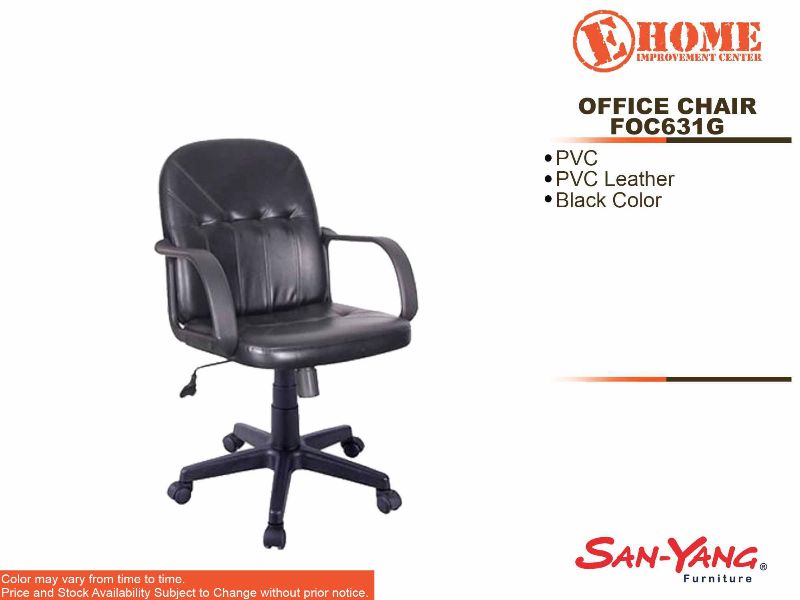 E HOME
IMPROVEMENT CENTER
OFFICE CHAIR
FOC631G
•PVC
•PVC Leather
•Black Color
SAN-YANG®
Furniture
Color may vary from time to time.
Price and Stock Availability Subject to Change without prior notice.